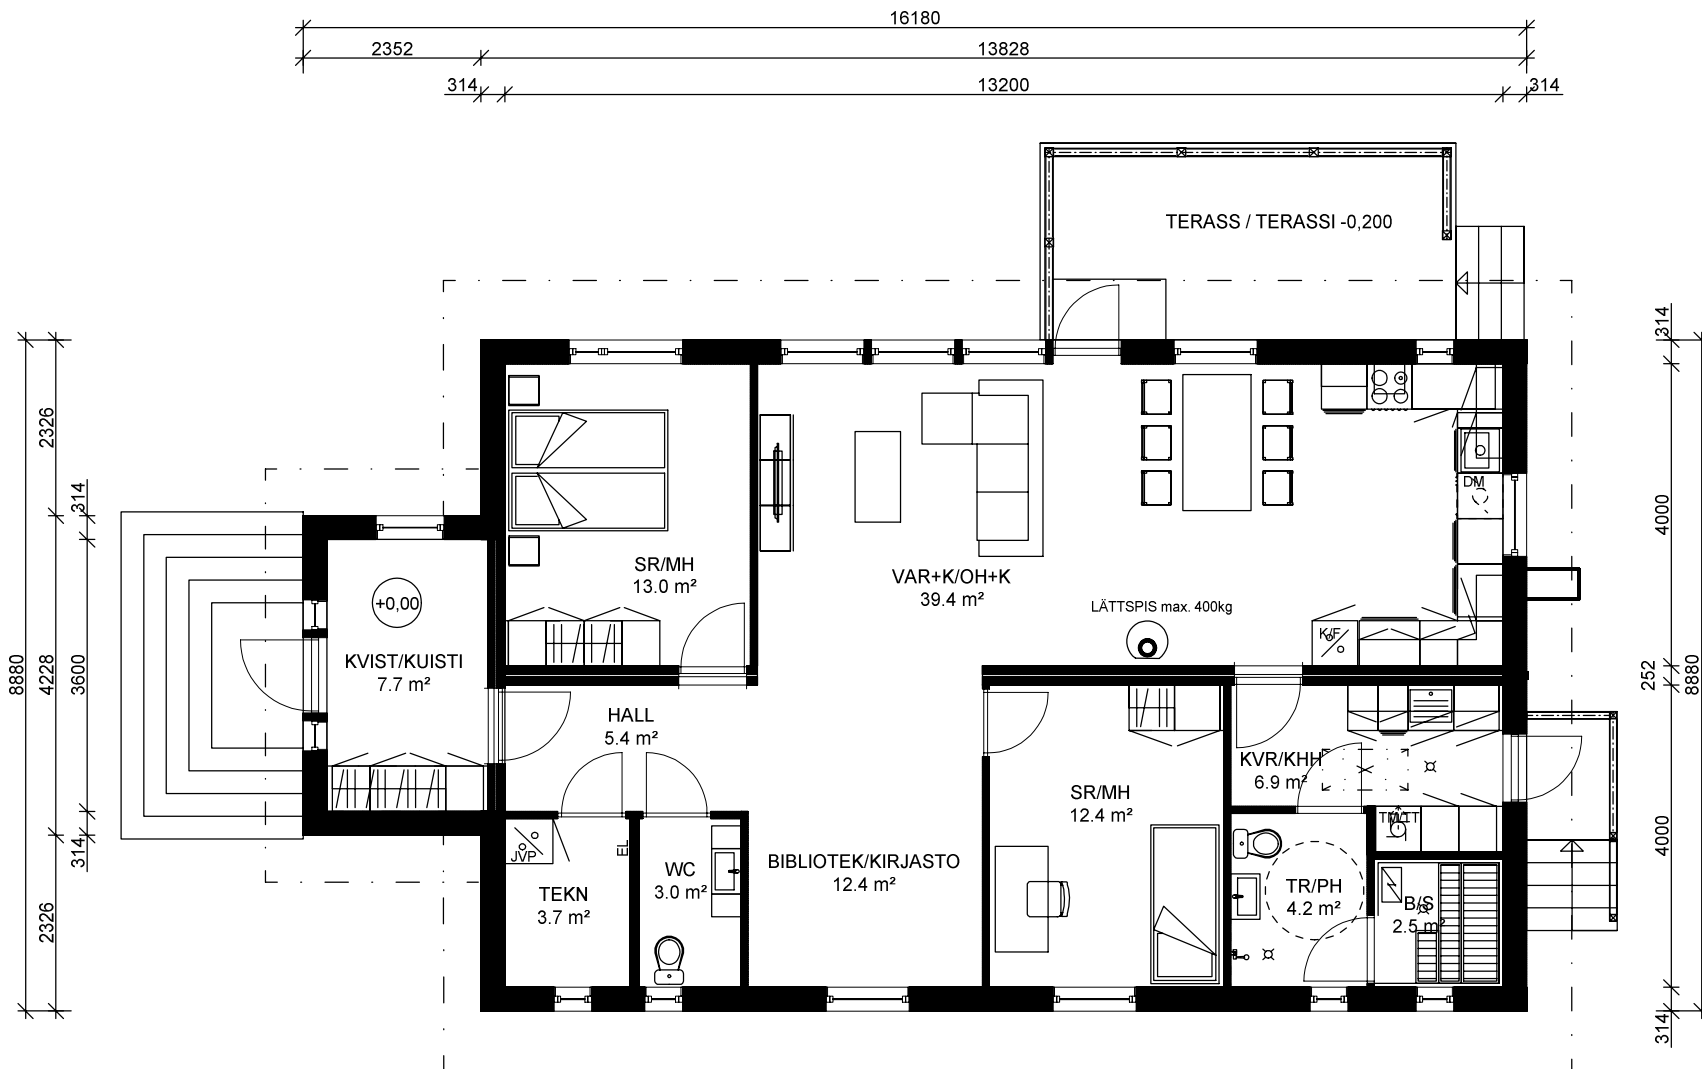 16180
2352
13828
314
13200
314
TERASS / TERASSI -0,200
8880
2326
4228
2326
314
3600
314
314
4000
252
4000
314
8880
SR/MH
13.0 m²
VAR+K/OH+K
39.4 m²
LÄTTSPIS max. 400kg
DM
K/F
+0,00
KVIST/KUISTI
7.7 m²
HALL
5.4 m²
KVR/KHH
6.9 m²
SR/MH
12.4 m²
TM/TT
JVP
EL
TEKN
3.7 m²
WC
3.0 m²
BIBLIOTEK/KIRJASTO
12.4 m²
TR/PH
4.2 m²
B/S
2.5 m²